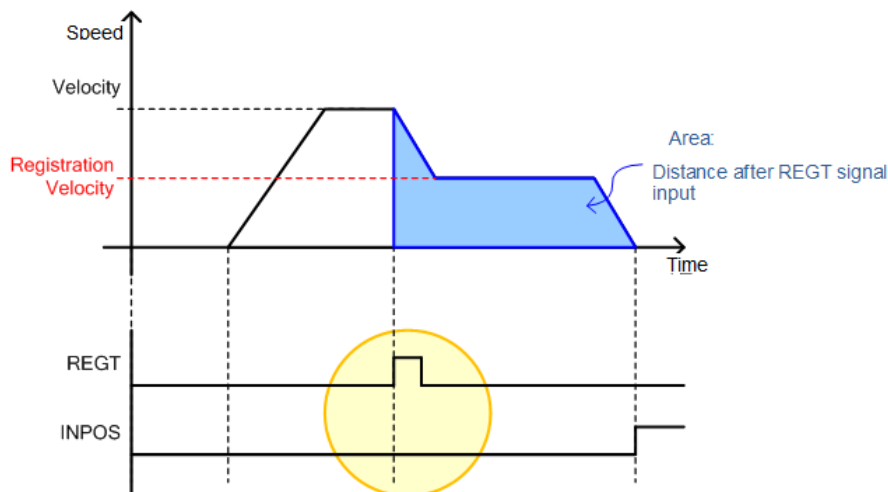 Speed
Velocity
Registration
Velocity
Area:
Distance after REGT signal
input
Time
REGT
INPOS